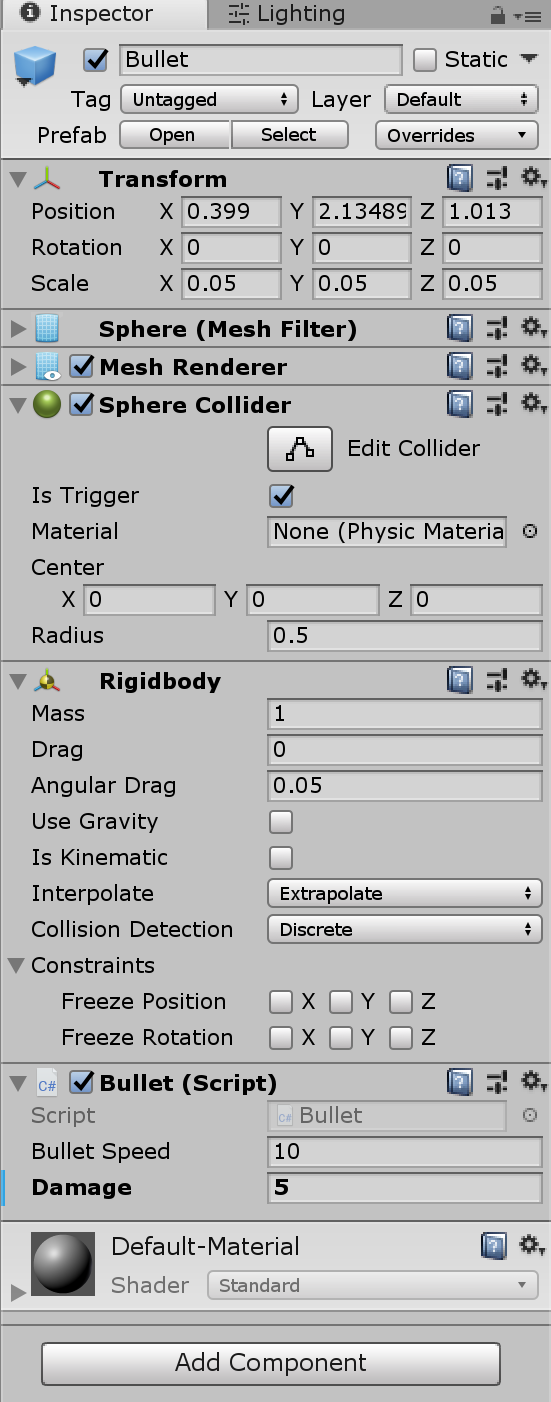 Inspector Lighting
Bullet Static
Tag Untagged Layer Default
Prefab Open Select Overrides
Transform
Position X 0.399 Y 2.13489 Z 1.013
Rotation X 0 Y 0 Z 0
Scale X 0.05 Y 0.05 Z 0.05
Sphere (Mesh Filter)
Mesh Renderer
Sphere Collider
Edit Collider
Is Trigger
Material None (Physic Materia
Center
X 0 Y 0 Z 0
Radius 0.5
Rigidbody
Mass 1
Drag 0
Angular Drag 0.05
Use Gravity
Is Kinematic
Interpolate Extrapolate
Collision Detection Discrete
Constraints
Freeze Position X Y Z
Freeze Rotation X Y Z
C# Bullet (Script)
Script C# Bullet
Bullet Speed 10
Damage 5
Default-Material
Shader Standard
Add Component